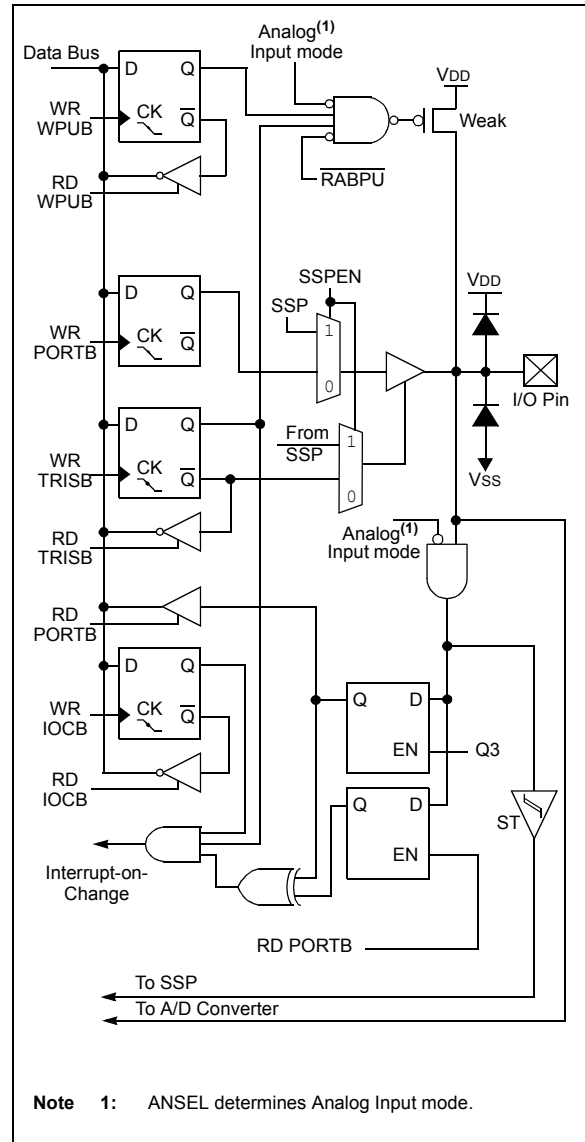 Data Bus
D Q
WR
WPUB
CK
Q
RD
WPUB
Analog(1)
Input mode
RABPU
VDD
Weak
SSPEN
SSP
D Q
WR
PORTB
CK
Q
1
0
VDD
I/O Pin
VSS
D Q
WR
TRISB
CK
Q
From
SSP
1
0
RD
TRISB
Analog(1)
Input mode
RD
PORTB
D Q
WR
IOCB
CK
Q
RD
IOCB
Q D
EN
Q3
Q D
EN
ST
Interrupt-on-
Change
RD PORTB
To SSP
To A/D Converter
Note 1: ANSEL determines Analog Input mode.